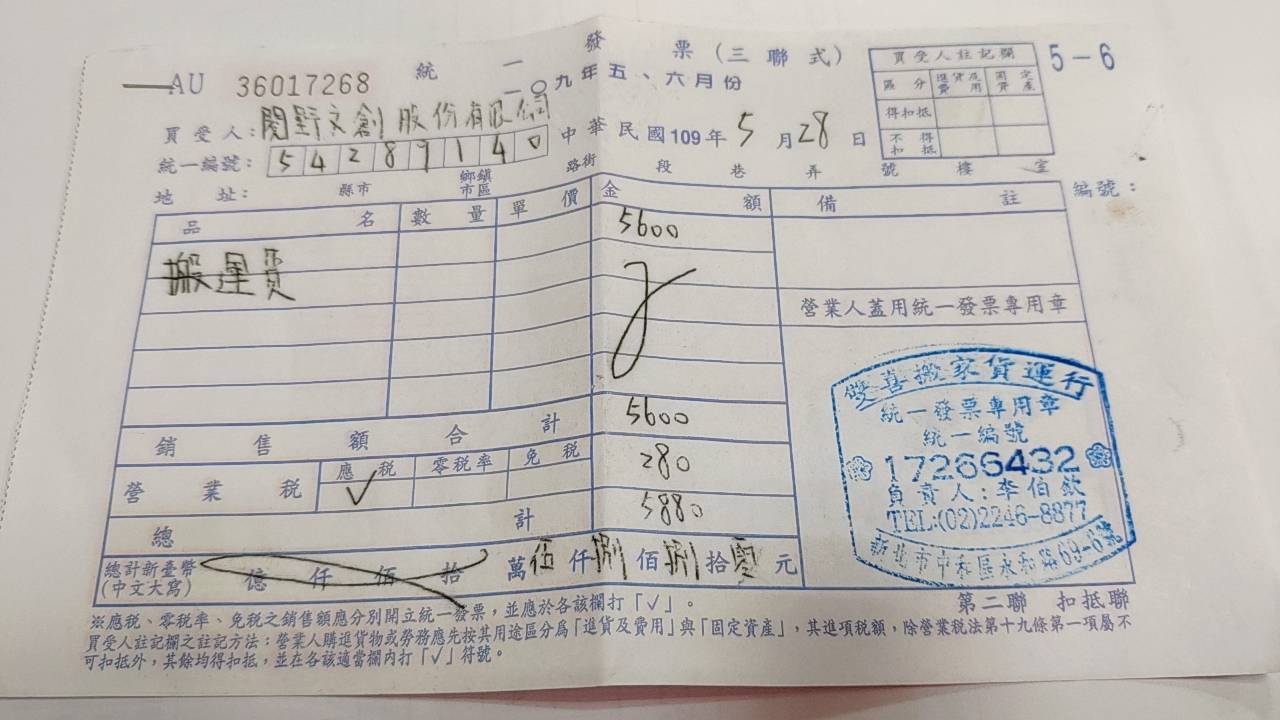 統一發票(三聯式)
AU 36017268
一〇九年五、六月份
5-6
買受人註記欄
區分 進貨及費用 固定資產
得扣抵
不得扣抵
買受人: 閱野文創股份有限公司
統一編號: 54289140
中華民國109年5月28日
地址: 縣市 鄉鎮市區 路街 段 巷 弄 號 樓 室
編號:
品名 數量 單價 金額 備註
搬運費 5600
營業人蓋用統一發票專用章
銷售額合計 5600
營業稅 應稅 √ 零稅率 免稅 280
總計 5880
總計新臺幣(中文大寫) 億 仟 佰 拾 萬 伍 仟 捌 佰 捌 拾 零 元
雙喜搬家貨運行
統一發票專用章
統一編號
17266432
負責人:李伯欽
TEL:(02)2246-8877
新北市中和區永和路69-6號
第二聯 扣抵聯
※應稅、零稅率、免稅之銷售額應分別開立統一發票,並應於各該欄打「√」。
買受人註記欄之註記方法:營業人購進貨物或勞務應先按其用途區分為「進貨及費用」與「固定資產」,其進項稅額,除營業稅法第十九條第一項屬不
可扣抵外,其餘均得扣抵,並在各該適當欄內打「√」符號。